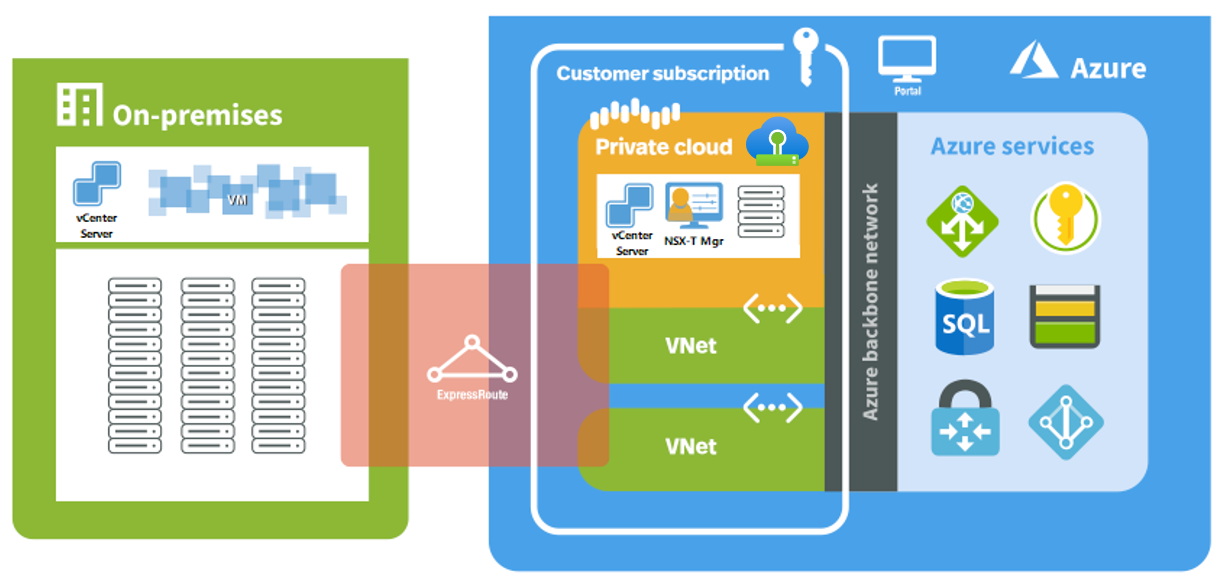 On-premises
vCenter
Server
VM
ExpressRoute
Customer subscription
Portal
Azure
Private cloud
vCenter
Server
NSX-T Mgr
VNet
VNet
Azure backbone network
Azure services
SQL